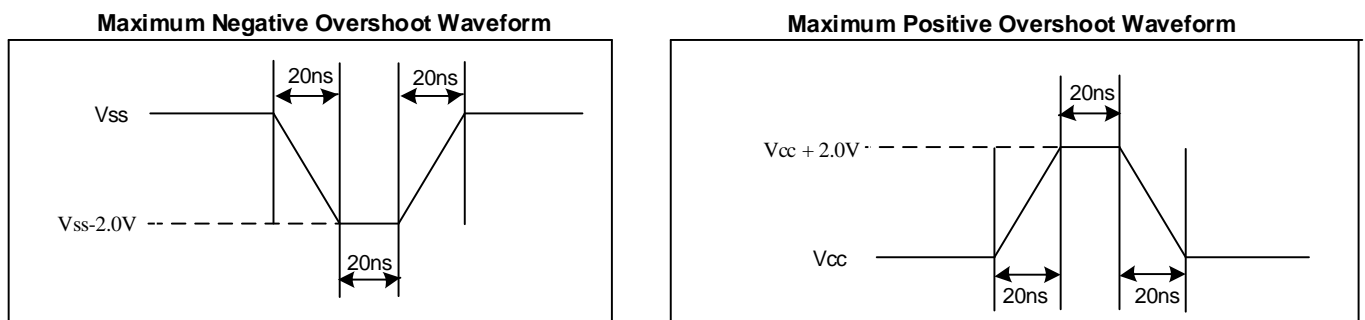 Maximum Negative Overshoot Waveform
20ns
20ns
Vss
Vss-2.0V
20ns
Maximum Positive Overshoot Waveform
20ns
Vcc + 2.0V
Vcc
20ns
20ns